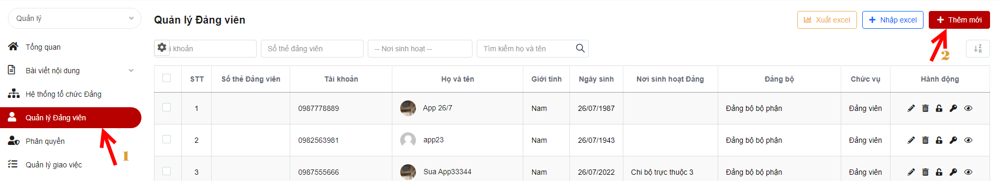 Quản lý
Quản lý Đảng viên
Xuất excel
Nhập excel
Thêm mới
Tổng quan
Bài viết nội dung
Hệ thống tổ chức Đảng
Quản lý Đảng viên
Phân quyền
Quản lý giao việc
1
2
i khoản
Số thẻ đảng viên
-- Nơi sinh hoạt --
Tìm kiếm họ và tên
STT Số thẻ Đảng viên Tài khoản Họ và tên Giới tính Ngày sinh Nơi sinh hoạt Đảng Đảng bộ Chức vụ Hành động
1 0987778889 App 26/7 Nam 26/07/1987 Đảng bộ bộ phận Đảng viên
2 0982563981 app23 Nam 26/07/1943 Đảng bộ bộ phận Đảng viên
3 0987555666 Sua App33344 Nam 26/07/2022 Chi bộ trực thuộc 3 Đảng bộ bộ phận Đảng viên